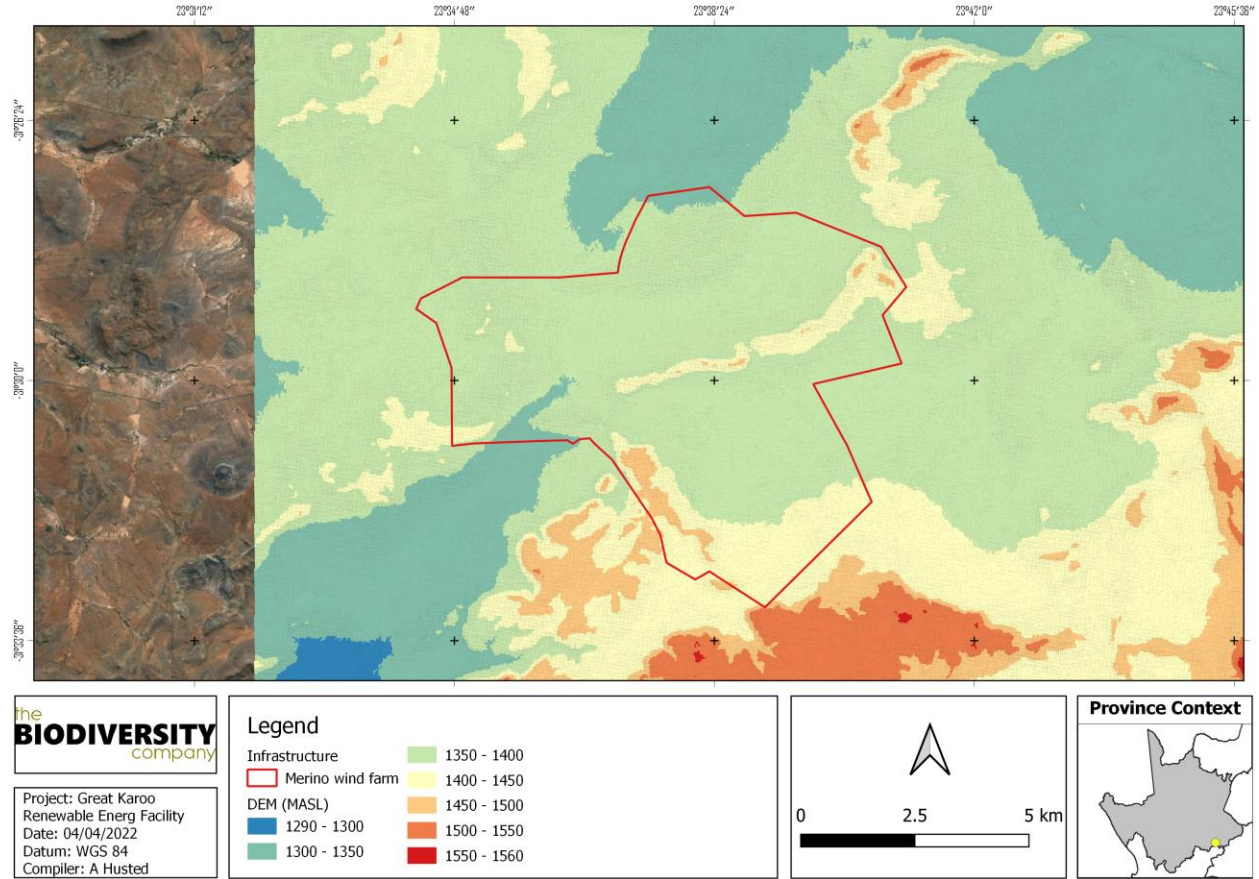 23°31'12''
23°34'48''
23°38'24''
23°42'0''
23°45'36''
-31°26'24''
-31°30'0''
-31°33'36''
the
BIODIVERSITY
company
Project: Great Karoo
Renewable Energ Facility
Date: 04/04/2022
Datum: WGS 84
Compiler: A Husted
Legend
Infrastructure
Merino wind farm
DEM (MASL)
1290 - 1300
1300 - 1350
1350 - 1400
1400 - 1450
1450 - 1500
1500 - 1550
1550 - 1560
0 2.5 5 km
Province Context